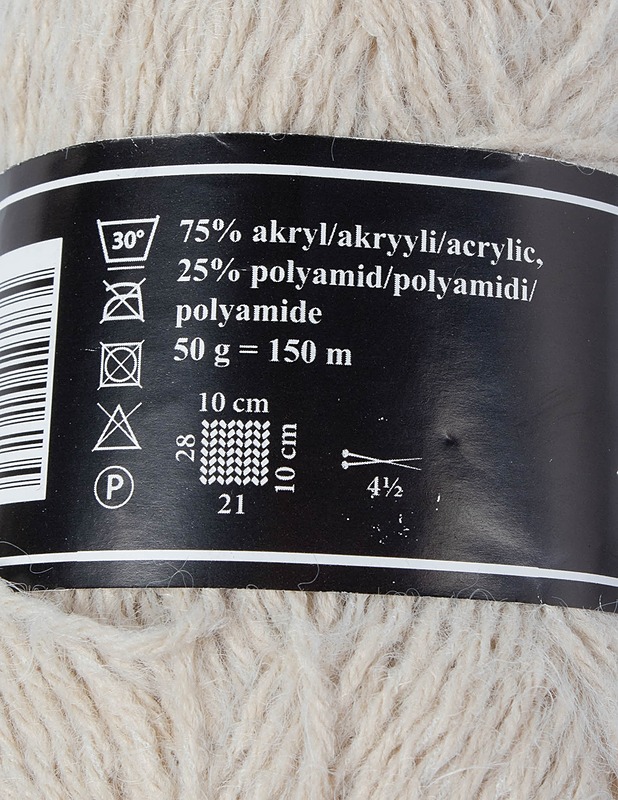 30°
75% akryl/akryyli/acrylic,
25% polyamid/polyamidi/
polyamide
50 g = 150 m
10 cm
28
10 cm
21
4½
P